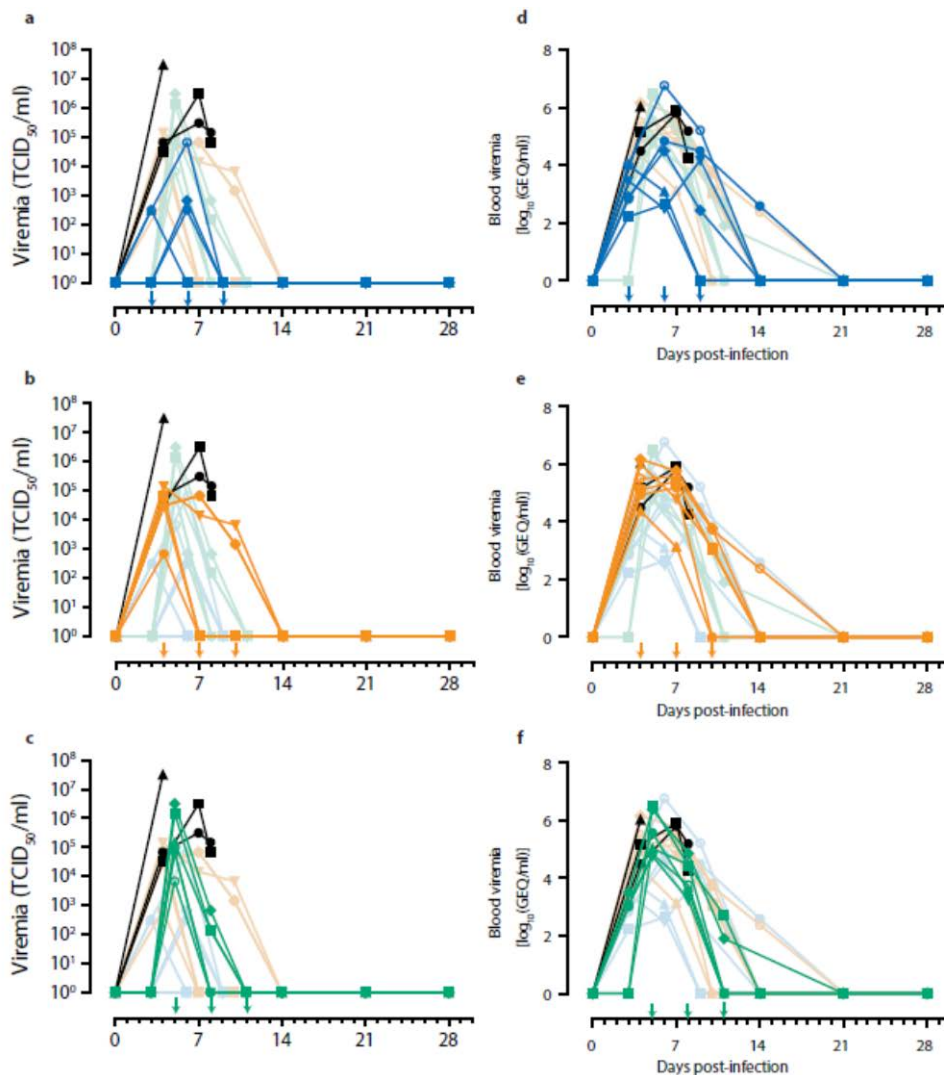 a
Viremia (TCID50/ml)
10⁸
10⁷
10⁶
10⁵
10⁴
10³
10²
10¹
10⁰
0 7 14 21 28
d
Blood viremia
[log10(GEQ/ml)]
8
6
4
2
0
0 7 14 21 28
Days post-infection
b
Viremia (TCID50/ml)
10⁸
10⁷
10⁶
10⁵
10⁴
10³
10²
10¹
10⁰
0 7 14 21 28
e
Blood viremia
[log10(GEQ/ml)]
8
6
4
2
0
0 7 14 21 28
Days post-infection
c
Viremia (TCID50/ml)
10⁸
10⁷
10⁶
10⁵
10⁴
10³
10²
10¹
10⁰
0 7 14 21 28
f
Blood viremia
[log10(GEQ/ml)]
8
6
4
2
0
0 7 14 21 28
Days post-infection